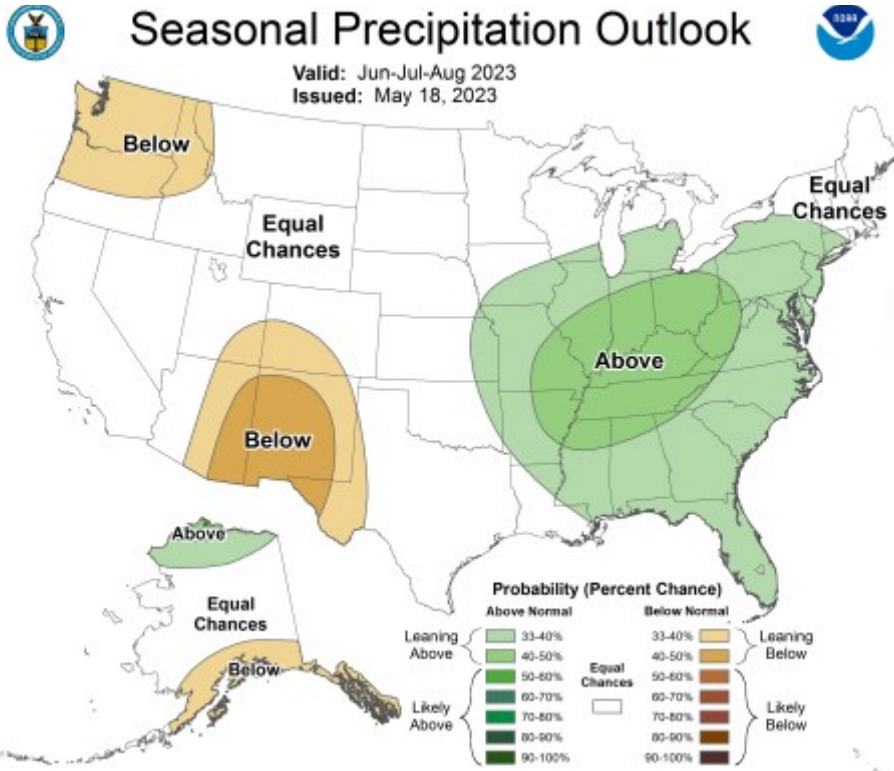 Seasonal Precipitation Outlook
NOAA
Valid: Jun-Jul-Aug 2023
Issued: May 18, 2023
Below
Equal
Chances
Equal
Chances
Above
Below
Above
Equal
Chances
Below
Probability (Percent Chance)
Above Normal
Below Normal
Leaning
Above
33-40%
40-50%
50-60%
60-70%
70-80%
80-90%
90-100%
Likely
Above
Equal
Chances
33-40%
40-50%
50-60%
60-70%
70-80%
80-90%
90-100%
Leaning
Below
Likely
Below